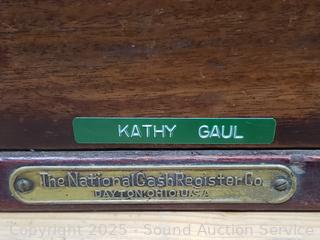 KATHY GAUL
The National Cash Register Co.
DAYTON, OHIO, U.S.A.
Copyright 2025 - Sound Auction Service